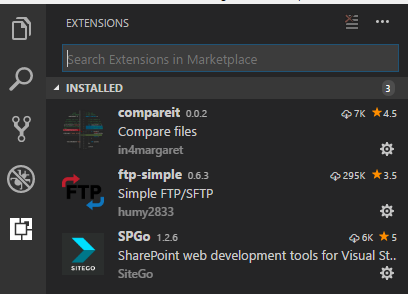 EXTENSIONS
Search Extensions in Marketplace
INSTALLED 3
compareit 0.0.2 7K 4.5
Compare files
in4margaret
FTP
ftp-simple 0.6.3 295K 3.5
Simple FTP/SFTP
humy2833
SPGo 1.2.6 6K 5
SharePoint web development tools for Visual St..
SITEGO
SiteGo